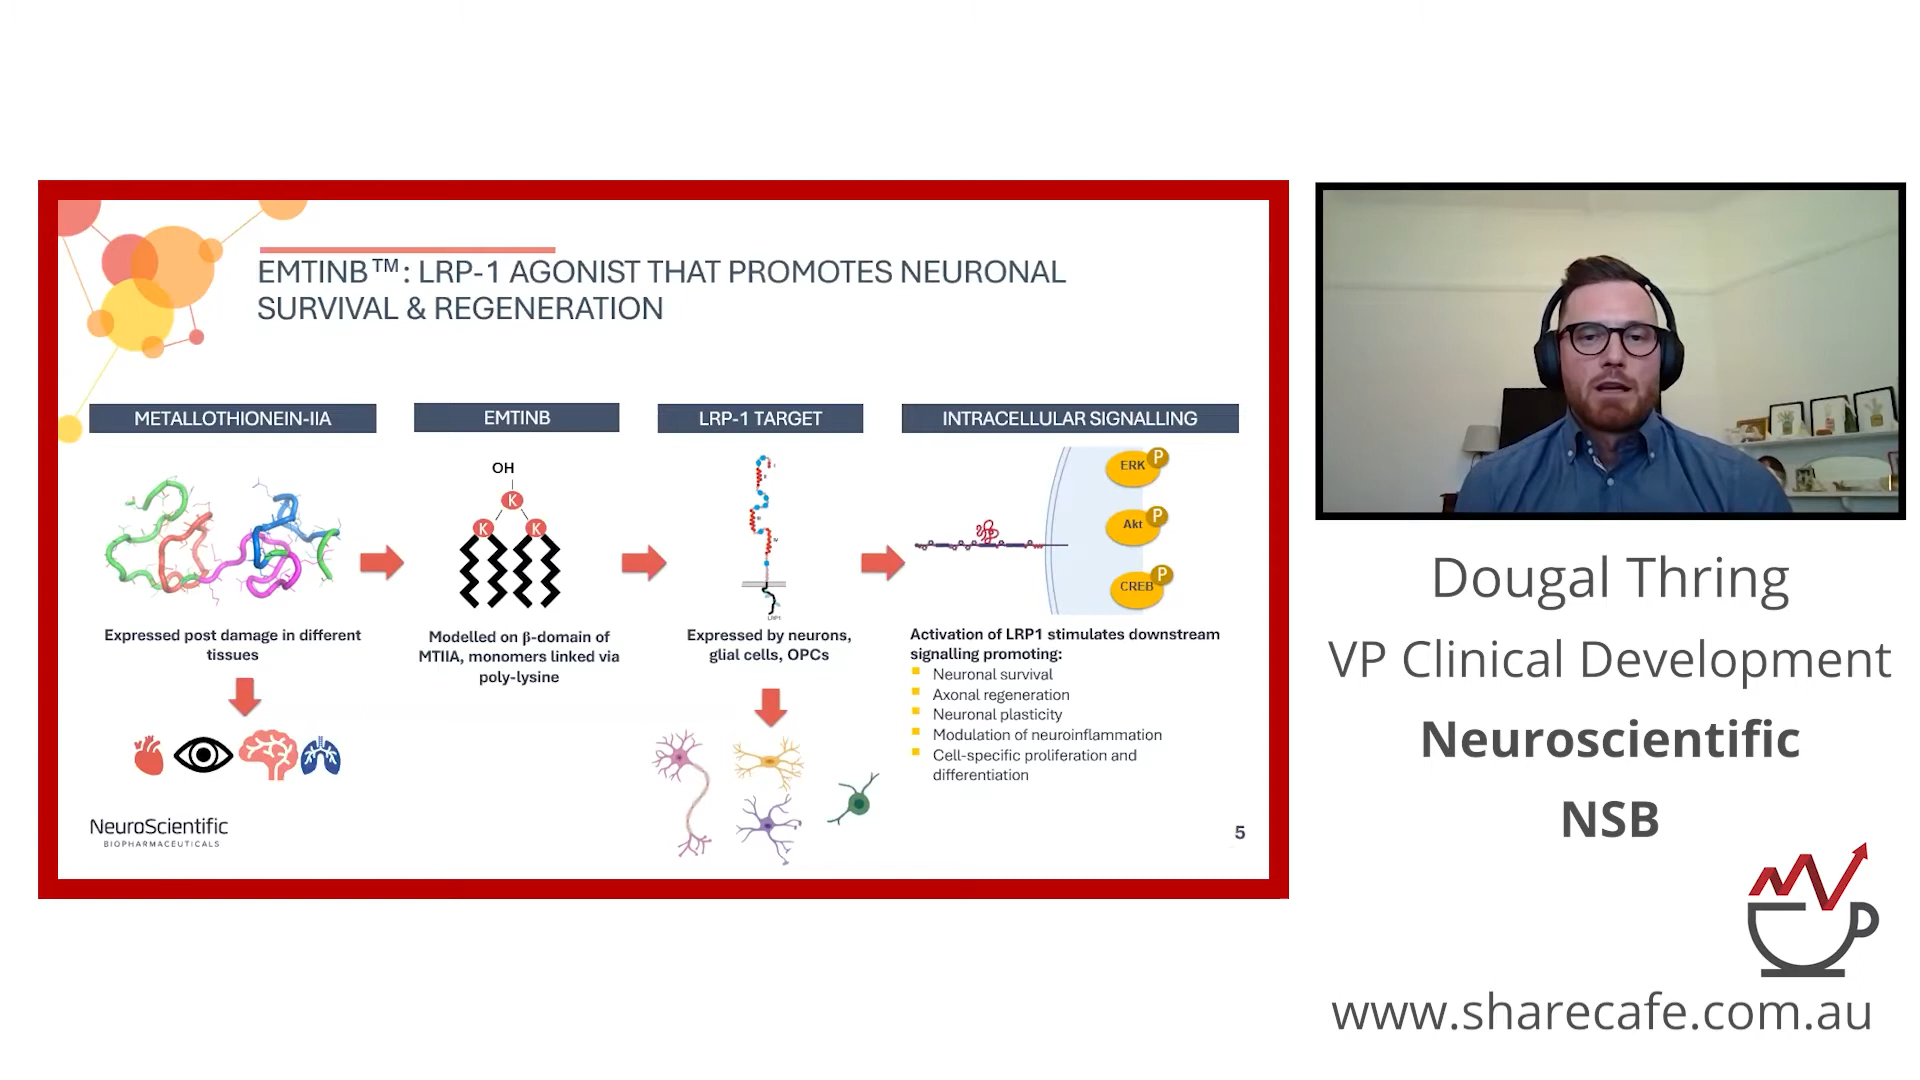 EMTINB™: LRP-1 AGONIST THAT PROMOTES NEURONAL
SURVIVAL & REGENERATION
METALLOTHIONEIN-IIA
EMTINB
LRP-1 TARGET
INTRACELLULAR SIGNALLING
OH
K
K
K
ERK
P
Akt
P
CREB
P
Expressed post damage in different
tissues
Modelled on β-domain of
MTIIA, monomers linked via
poly-lysine
Expressed by neurons,
glial cells, OPCs
Activation of LRP1 stimulates downstream
signalling promoting:
Neuronal survival
Axonal regeneration
Neuronal plasticity
Modulation of neuroinflammation
Cell-specific proliferation and
differentiation
NeuroScientific
BIOPHARMACEUTICALS
5
Dougal Thring
VP Clinical Development
Neuroscientific
NSB
www.sharecafe.com.au